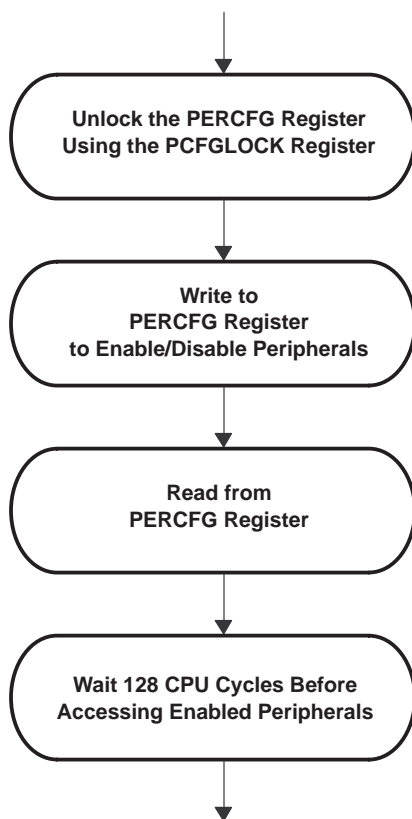 Unlock the PERCFG Register
Using the PCFGLOCK Register
Write to
PERCFG Register
to Enable/Disable Peripherals
Read from
PERCFG Register
Wait 128 CPU Cycles Before
Accessing Enabled Peripherals